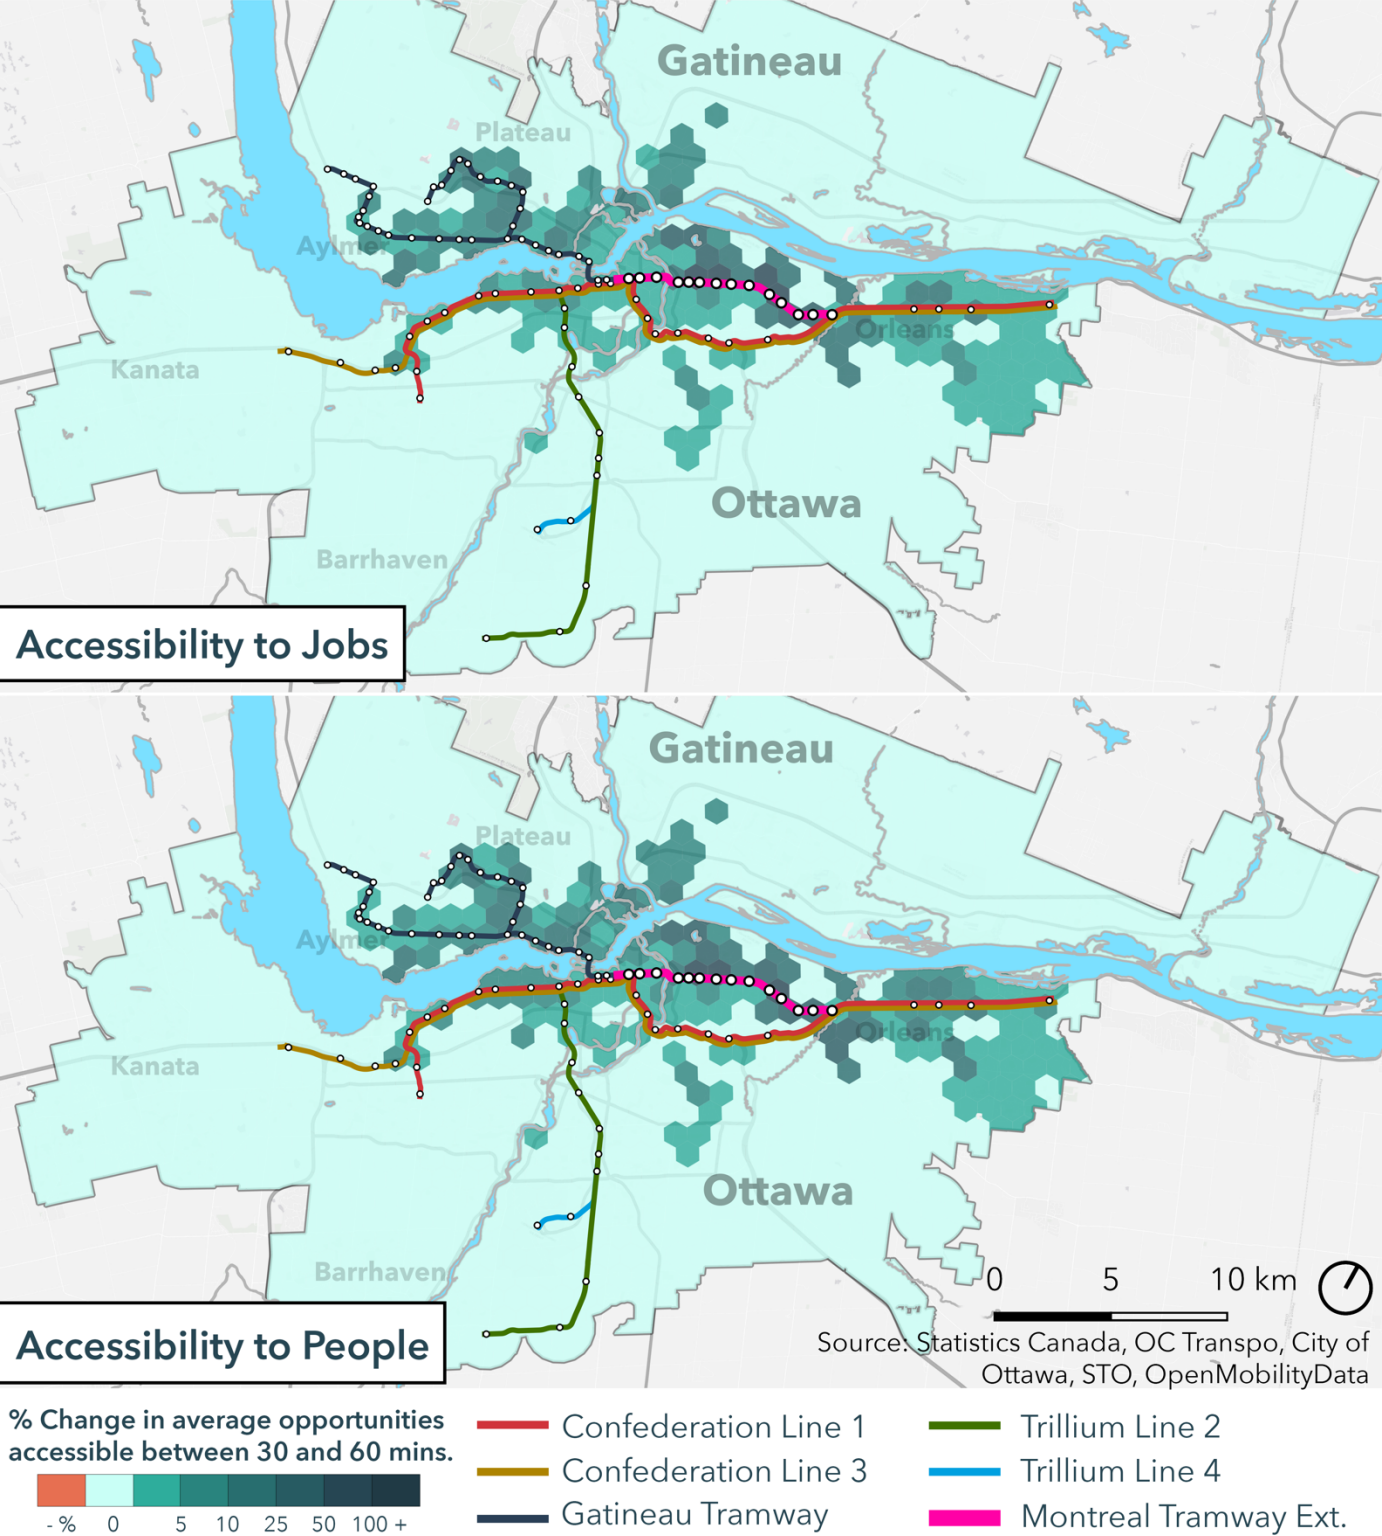 Gatineau
Plateau
Aylmer
Orleans
Kanata
Ottawa
Barrhaven
Accessibility to Jobs
Gatineau
Plateau
Aylmer
Orleans
Kanata
Ottawa
Barrhaven
0 5 10 km
Accessibility to People
Source: Statistics Canada, OC Transpo, City of
Ottawa, STO, OpenMobilityData
% Change in average opportunities
accessible between 30 and 60 mins.
- % 0 5 10 25 50 100 +
Confederation Line 1
Confederation Line 3
Gatineau Tramway
Trillium Line 2
Trillium Line 4
Montreal Tramway Ext.